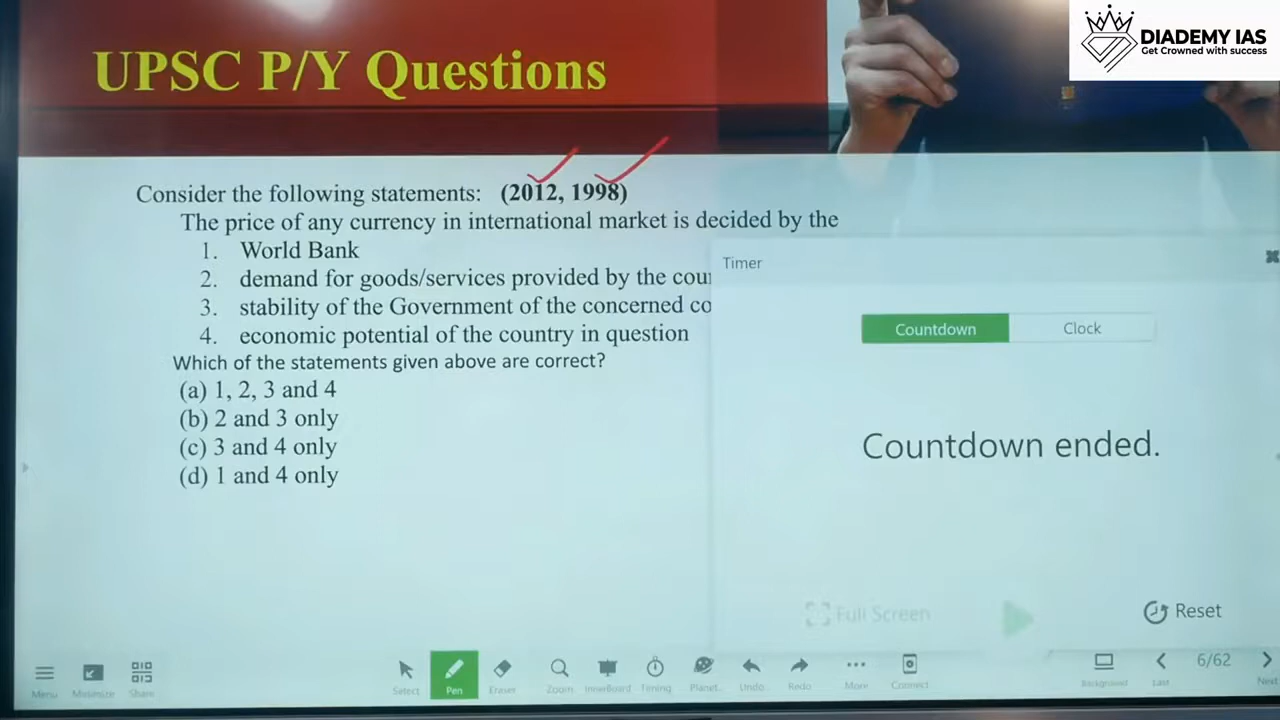 DIADEMY IAS
Get Crowned with success
UPSC P/Y Questions
Consider the following statements: (2012, 1998)
The price of any currency in international market is decided by the
1. World Bank
2. demand for goods/services provided by the
3. stability of the Government of the concerned
4. economic potential of the country in question
Which of the statements given above are correct?
(a) 1, 2, 3 and 4
(b) 2 and 3 only
(c) 3 and 4 only
(d) 1 and 4 only
Timer
Countdown
Clock
Countdown ended.
Full Screen
Reset
Menu
Minimize
Share
Select
Pen
Eraser
Zoom
InnerBoard
Timing
Planet..
Undo
Redo
More
Connect
Background
Last
6/62
Next